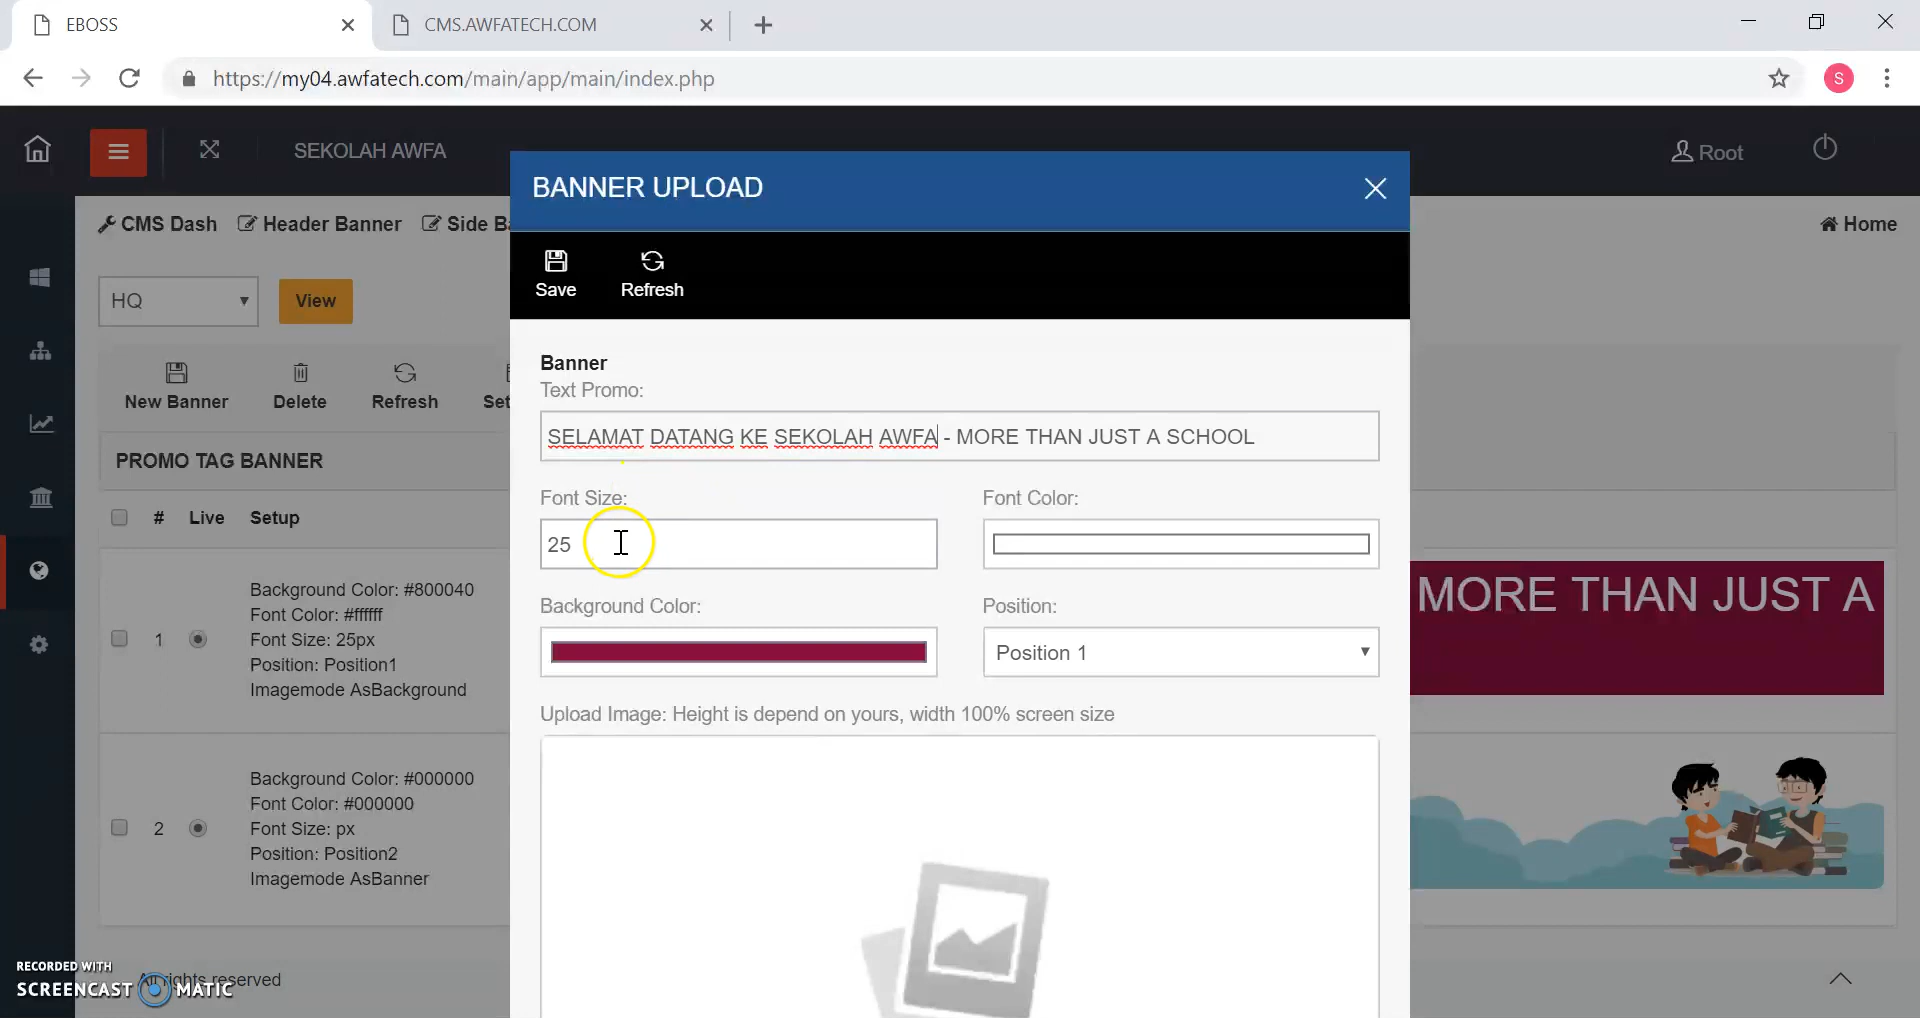 EBOSS
CMS.AWFATECH.COM
https://my04.awfatech.com/main/app/main/index.php
S
SEKOLAH AWFA
Root
BANNER UPLOAD
CMS Dash
Header Banner
Side Ba
Home
Save
Refresh
HQ
View
New Banner
Delete
Refresh
Set
Banner
Text Promo:
SELAMAT DATANG KE SEKOLAH AWFA - MORE THAN JUST A SCHOOL
PROMO TAG BANNER
Font Size:
Font Color:
# Live Setup
25
Background Color:
Position:
Position 1
Background Color: #800040
Font Color: #ffffff
1 Font Size: 25px
Position: Position1
Imagemode AsBackground
MORE THAN JUST A
Upload Image: Height is depend on yours, width 100% screen size
Background Color: #000000
Font Color: #000000
2 Font Size: px
Position: Position2
Imagemode AsBanner
RECORDED WITH
SCREENCAST MATIC
All rights reserved